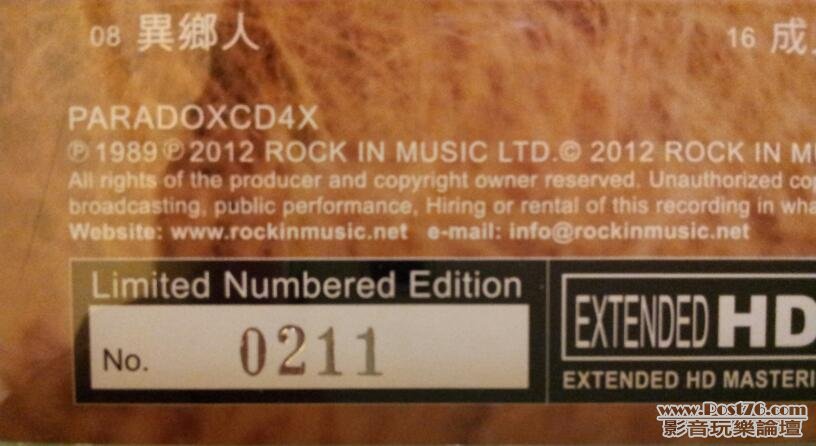 08 異鄉人
16 成
PARADOXCD4X
℗ 1989 ℗ 2012 ROCK IN MUSIC LTD. © 2012 ROCK IN
All rights of the producer and copyright owner reserved. Unauthorized
broadcasting, public performance, Hiring or rental of this recording in
Website: www.rockinmusic.net e-mail: info@rockinmusic.net
Limited Numbered Edition
No. 0211
EXTENDED HD
EXTENDED HD
www.Post76.com
影音玩樂論壇